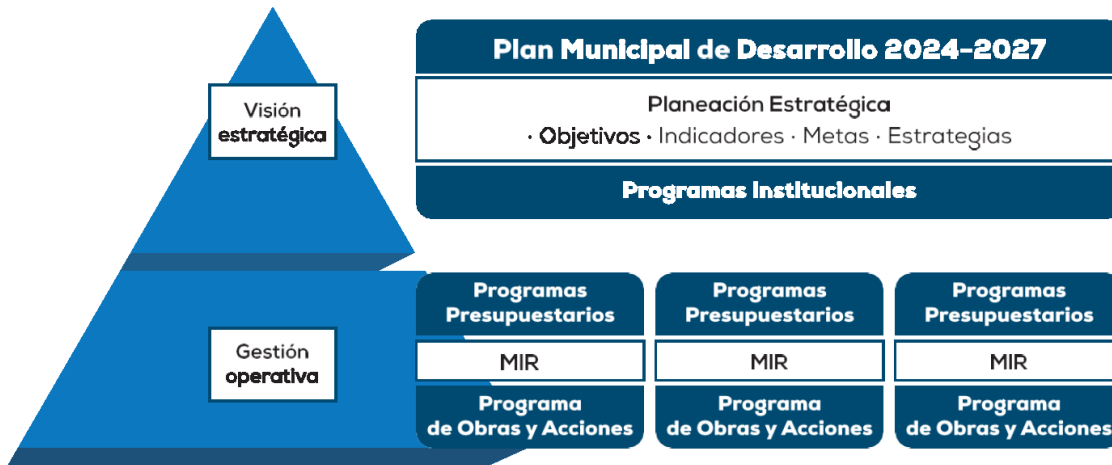 Plan Municipal de Desarrollo 2024-2027
Visión
estratégica
Planeación Estratégica
· Objetivos · Indicadores · Metas · Estrategias
Programas Institucionales
Gestión
operativa
Programas
Presupuestarios
MIR
Programa
de Obras y Acciones
Programas
Presupuestarios
MIR
Programa
de Obras y Acciones
Programas
Presupuestarios
MIR
Programa
de Obras y Acciones